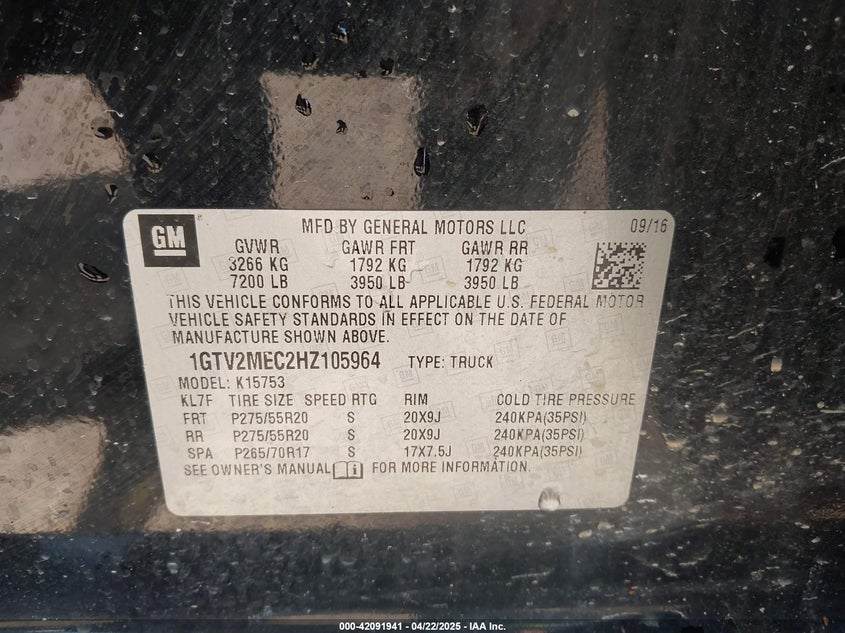 GM
MFD BY GENERAL MOTORS LLC 09/16
GVWR GAWR FRT GAWR RR
3266 KG 1792 KG 1792 KG
7200 LB 3950 LB 3950 LB
THIS VEHICLE CONFORMS TO ALL APPLICABLE U.S. FEDERAL MOTOR
VEHICLE SAFETY STANDARDS IN EFFECT ON THE DATE OF
MANUFACTURE SHOWN ABOVE.
1GTV2MEC2HZ105964 TYPE: TRUCK
MODEL: K15753
KL7F TIRE SIZE SPEED RTG RIM COLD TIRE PRESSURE
FRT P275/55R20 S 20X9J 240KPA(35PSI)
RR P275/55R20 S 20X9J 240KPA(35PSI)
SPA P265/70R17 S 17X7.5J 240KPA(35PSI)
SEE OWNER'S MANUAL FOR MORE INFORMATION.
000-42091941 - 04/22/2025 - IAA Inc.